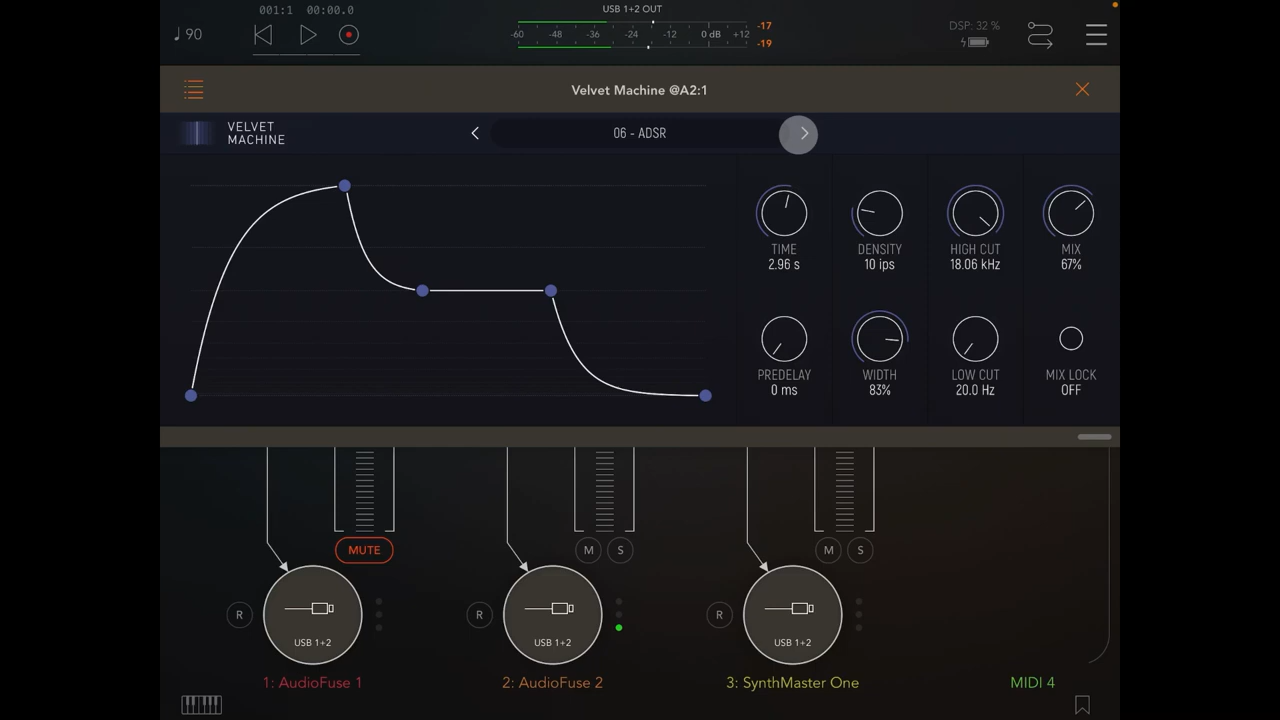 001:1 00:00.0
USB 1+2 OUT
♩90
-60 -48 -36 -24 -12 0 dB +12
-17
-19
DSP: 32 %
Velvet Machine @A2:1
VELVET
MACHINE
06 - ADSR
TIME
2.96 s
DENSITY
10 ips
HIGH CUT
18.06 kHz
MIX
67%
PREDELAY
0 ms
WIDTH
83%
LOW CUT
20.0 Hz
MIX LOCK
OFF
MUTE
M S
M S
R
USB 1+2
R
USB 1+2
R
USB 1+2
1: AudioFuse 1
2: AudioFuse 2
3: SynthMaster One
MIDI 4